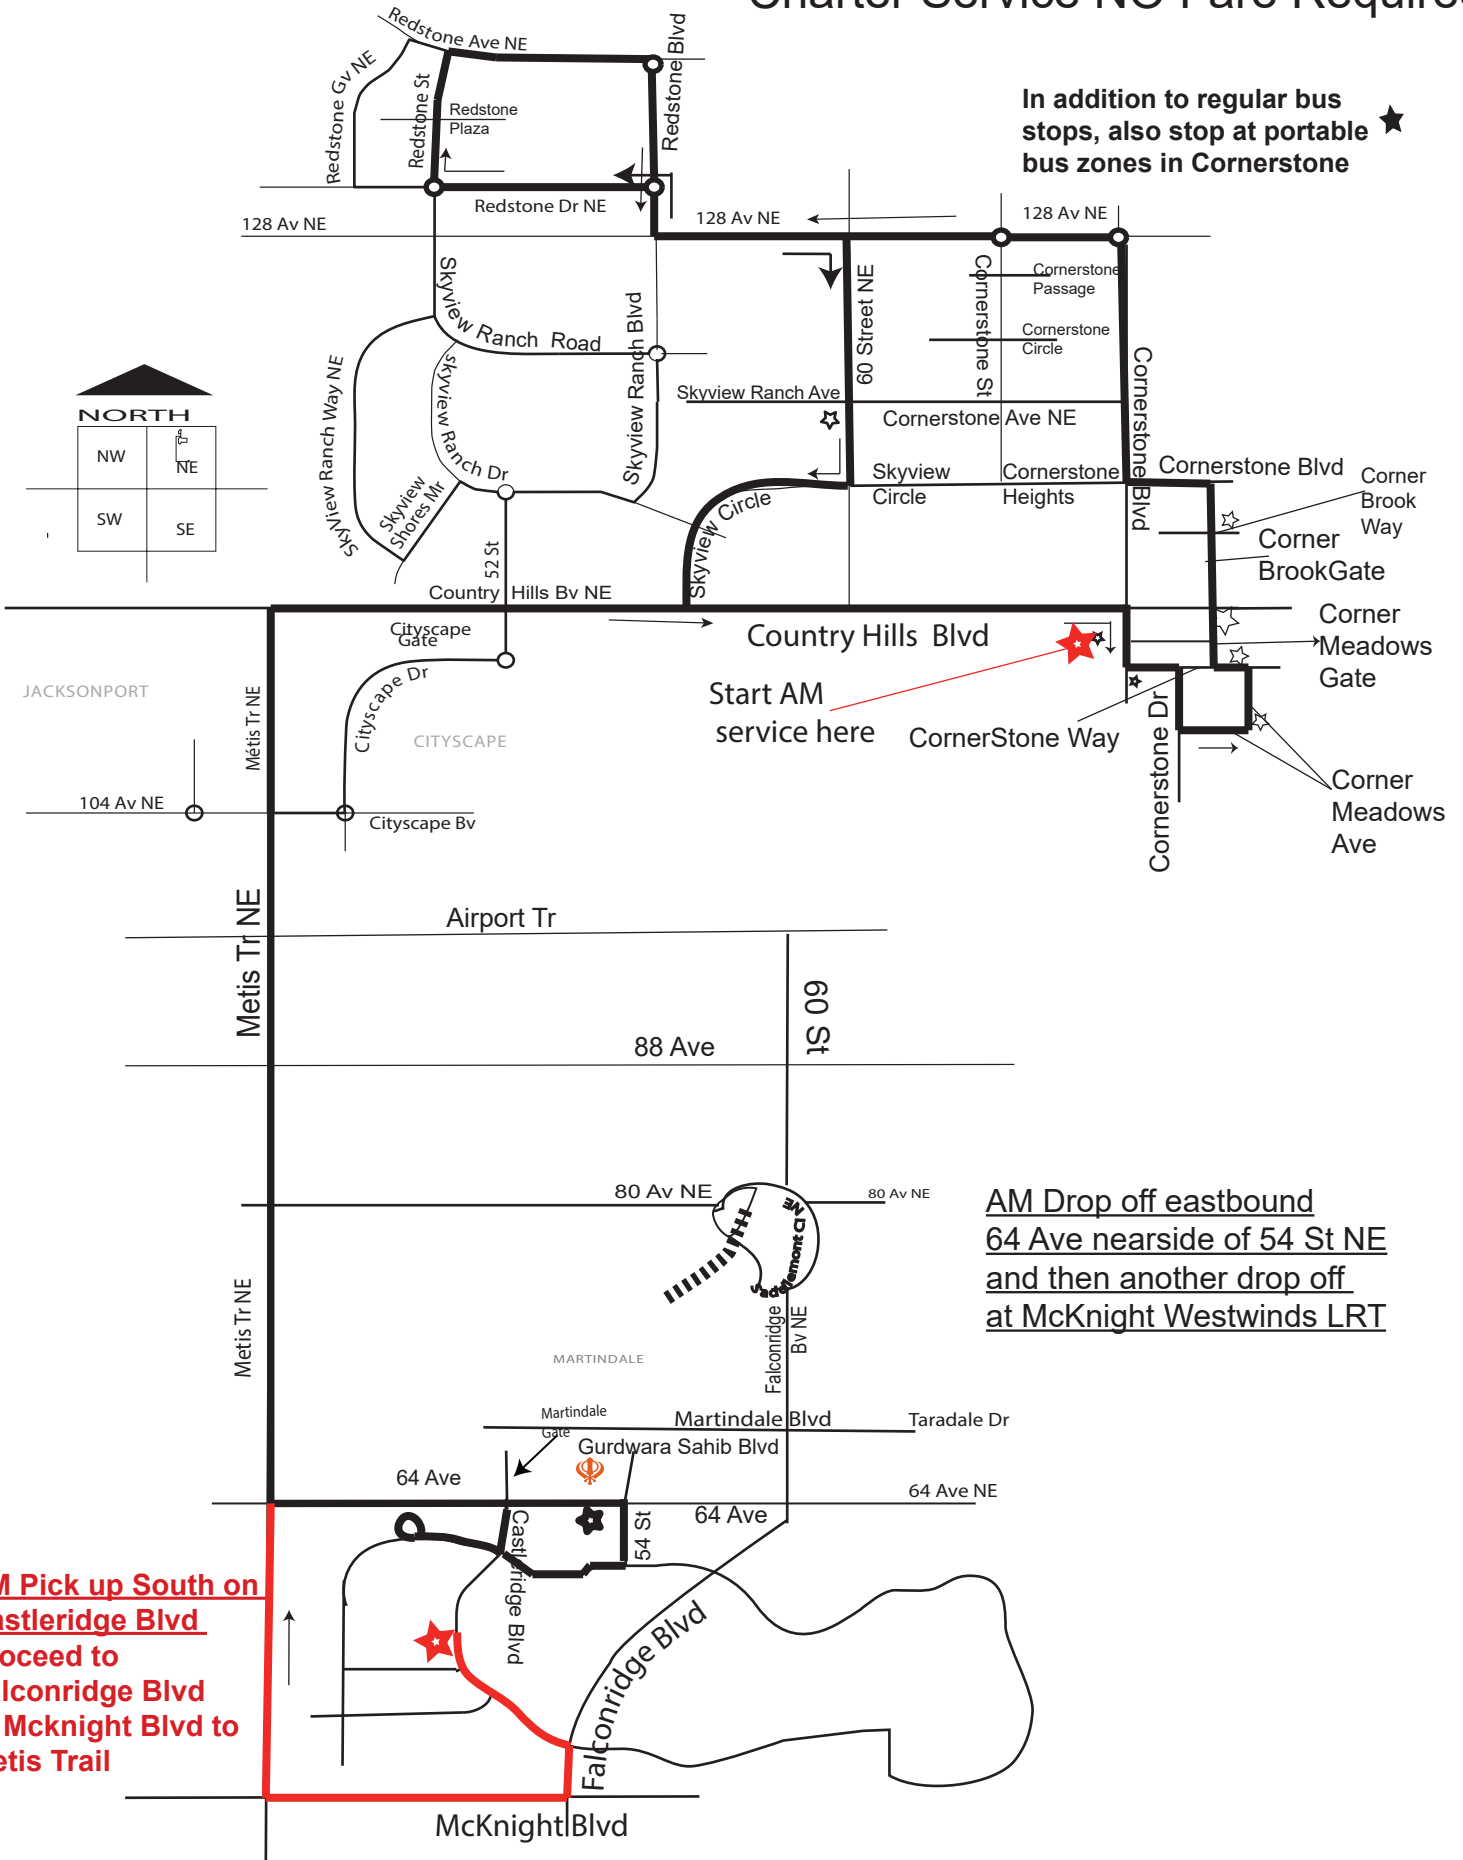 Charter Service NO Fare Required
Redstone Ave NE
Redstone Gv NE
Redstone St
Redstone
Plaza
Redstone Blvd
Redstone Dr NE
In addition to regular bus
stops, also stop at portable
bus zones in Cornerstone
128 Av NE
128 Av NE
128 Av NE
Skyview Ranch Road
Skyview Ranch Blvd
Skyview Ranch Way NE
Skyview Ranch Dr
Skyview
Shores Mr
60 Street NE
Cornerstone St
Cornerstone
Passage
Cornerstone
Circle
Skyview Ranch Ave
Cornerstone Ave NE
Cornerstone Blvd
Skyview
Circle
Cornerstone
Heights
Skyview Circle
Cornerstone Blvd
Corner
Brook
Way
Corner
BrookGate
Corner
Meadows
Gate
NORTH
NW
NE
SW
SE
52 St
Country Hills Bv NE
Cityscape
Gate
Country Hills Blvd
Start AM
service here
CornerStone Way
Cornerstone Dr
Corner
Meadows
Ave
JACKSONPORT
Métis Tr NE
Cityscape Dr
CITYSCAPE
104 Av NE
Cityscape Bv
Metis Tr NE
Airport Tr
60 St
88 Ave
80 Av NE
80 Av NE
Saddlemont Cl
NE
AM Drop off eastbound
64 Ave nearside of 54 St NE
and then another drop off
at McKnight Westwinds LRT
Metis Tr NE
Falconridge
Bv NE
MARTINDALE
Martindale
Gate
Martindale Blvd
Taradale Dr
Gurdwara Sahib Blvd
64 Ave
64 Ave NE
64 Ave
54 St
Castleridge Blvd
M Pick up South on
astleridge Blvd
oceed to
lconridge Blvd
Mcknight Blvd to
etis Trail
Falconridge Blvd
McKnight Blvd